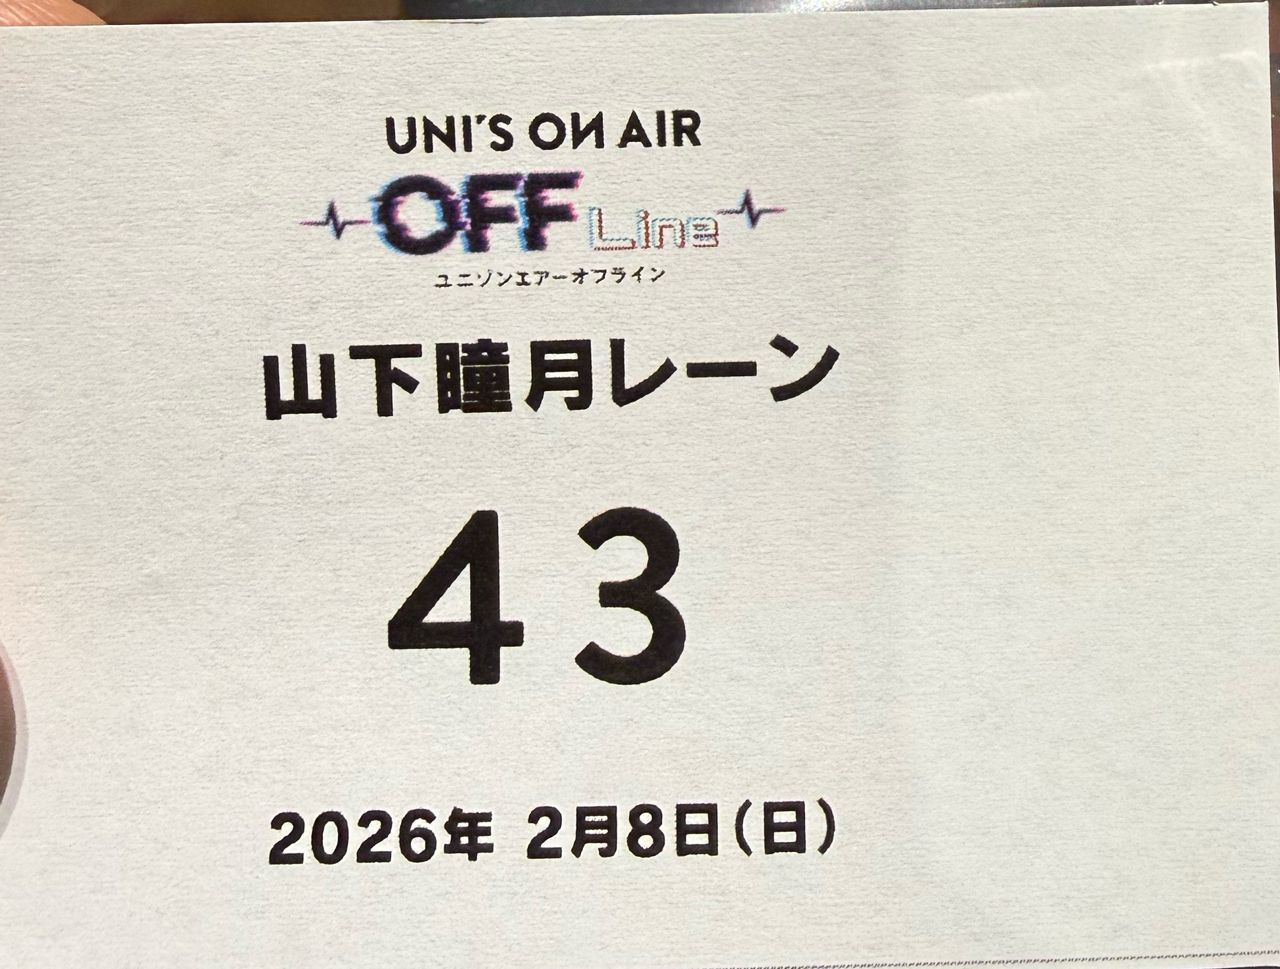 UNI'S ON AIR
OFF Line
ユニゾンエアーオフライン
山下瞳月レーン
43
2026年 2月8日(日)